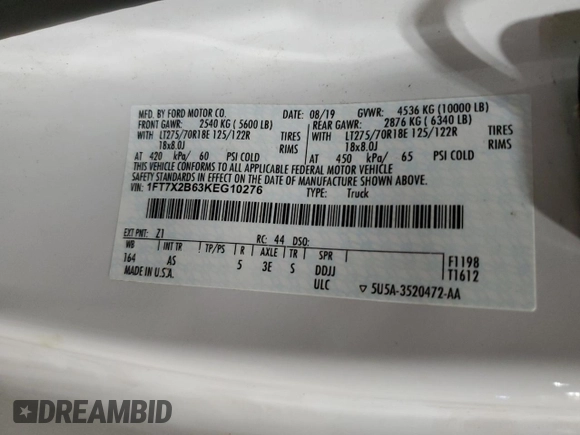 MFD. BY FORD MOTOR CO.
DATE: 08/19 GVWR: 4536 KG (10000 LB)
FRONT GAWR: 2540 KG (5600 LB)
REAR GAWR: 2876 KG (6340 LB)
WITH LT275/70R18E 125/122R TIRES
WITH LT275/70R18E 125/122R TIRES
18x8.0J RIMS
18x8.0J RIMS
AT 420 kPa/ 60 PSI COLD
AT 450 kPa/ 65 PSI COLD
THIS VEHICLE CONFORMS TO ALL APPLICABLE FEDERAL MOTOR VEHICLE
SAFETY STANDARDS IN EFFECT ON THE DATE OF MANUFACTURE SHOWN ABOVE.
VIN: 1FT7X2B63KEG10276
TYPE: Truck
EXT PNT: Z1 RC: 44 DSO:
WB INT TR TP/PS R AXLE TR SPR
164 AS 5 3E S DDJJ
ULC
F1198
T1612
MADE IN U.S.A.
▽ 5U5A-3520472-AA
DREAMBID